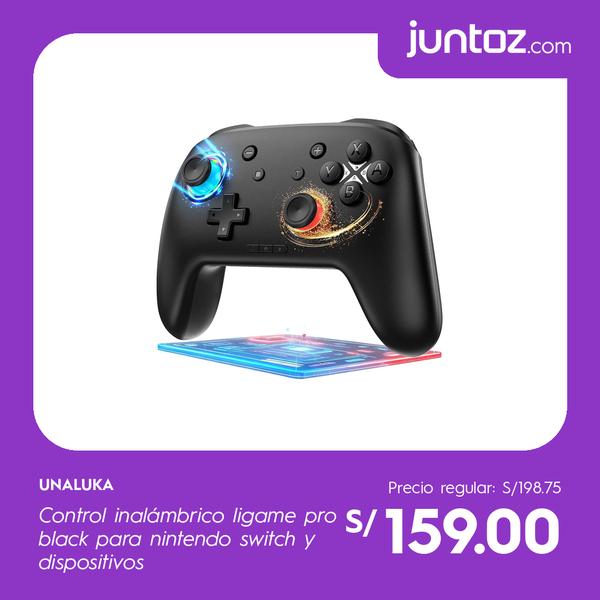 juntoz.com
X
Y A
B
UNALUKA
Control inalámbrico ligame pro
black para nintendo switch y
dispositivos
Precio regular: S/198.75
S/159.00